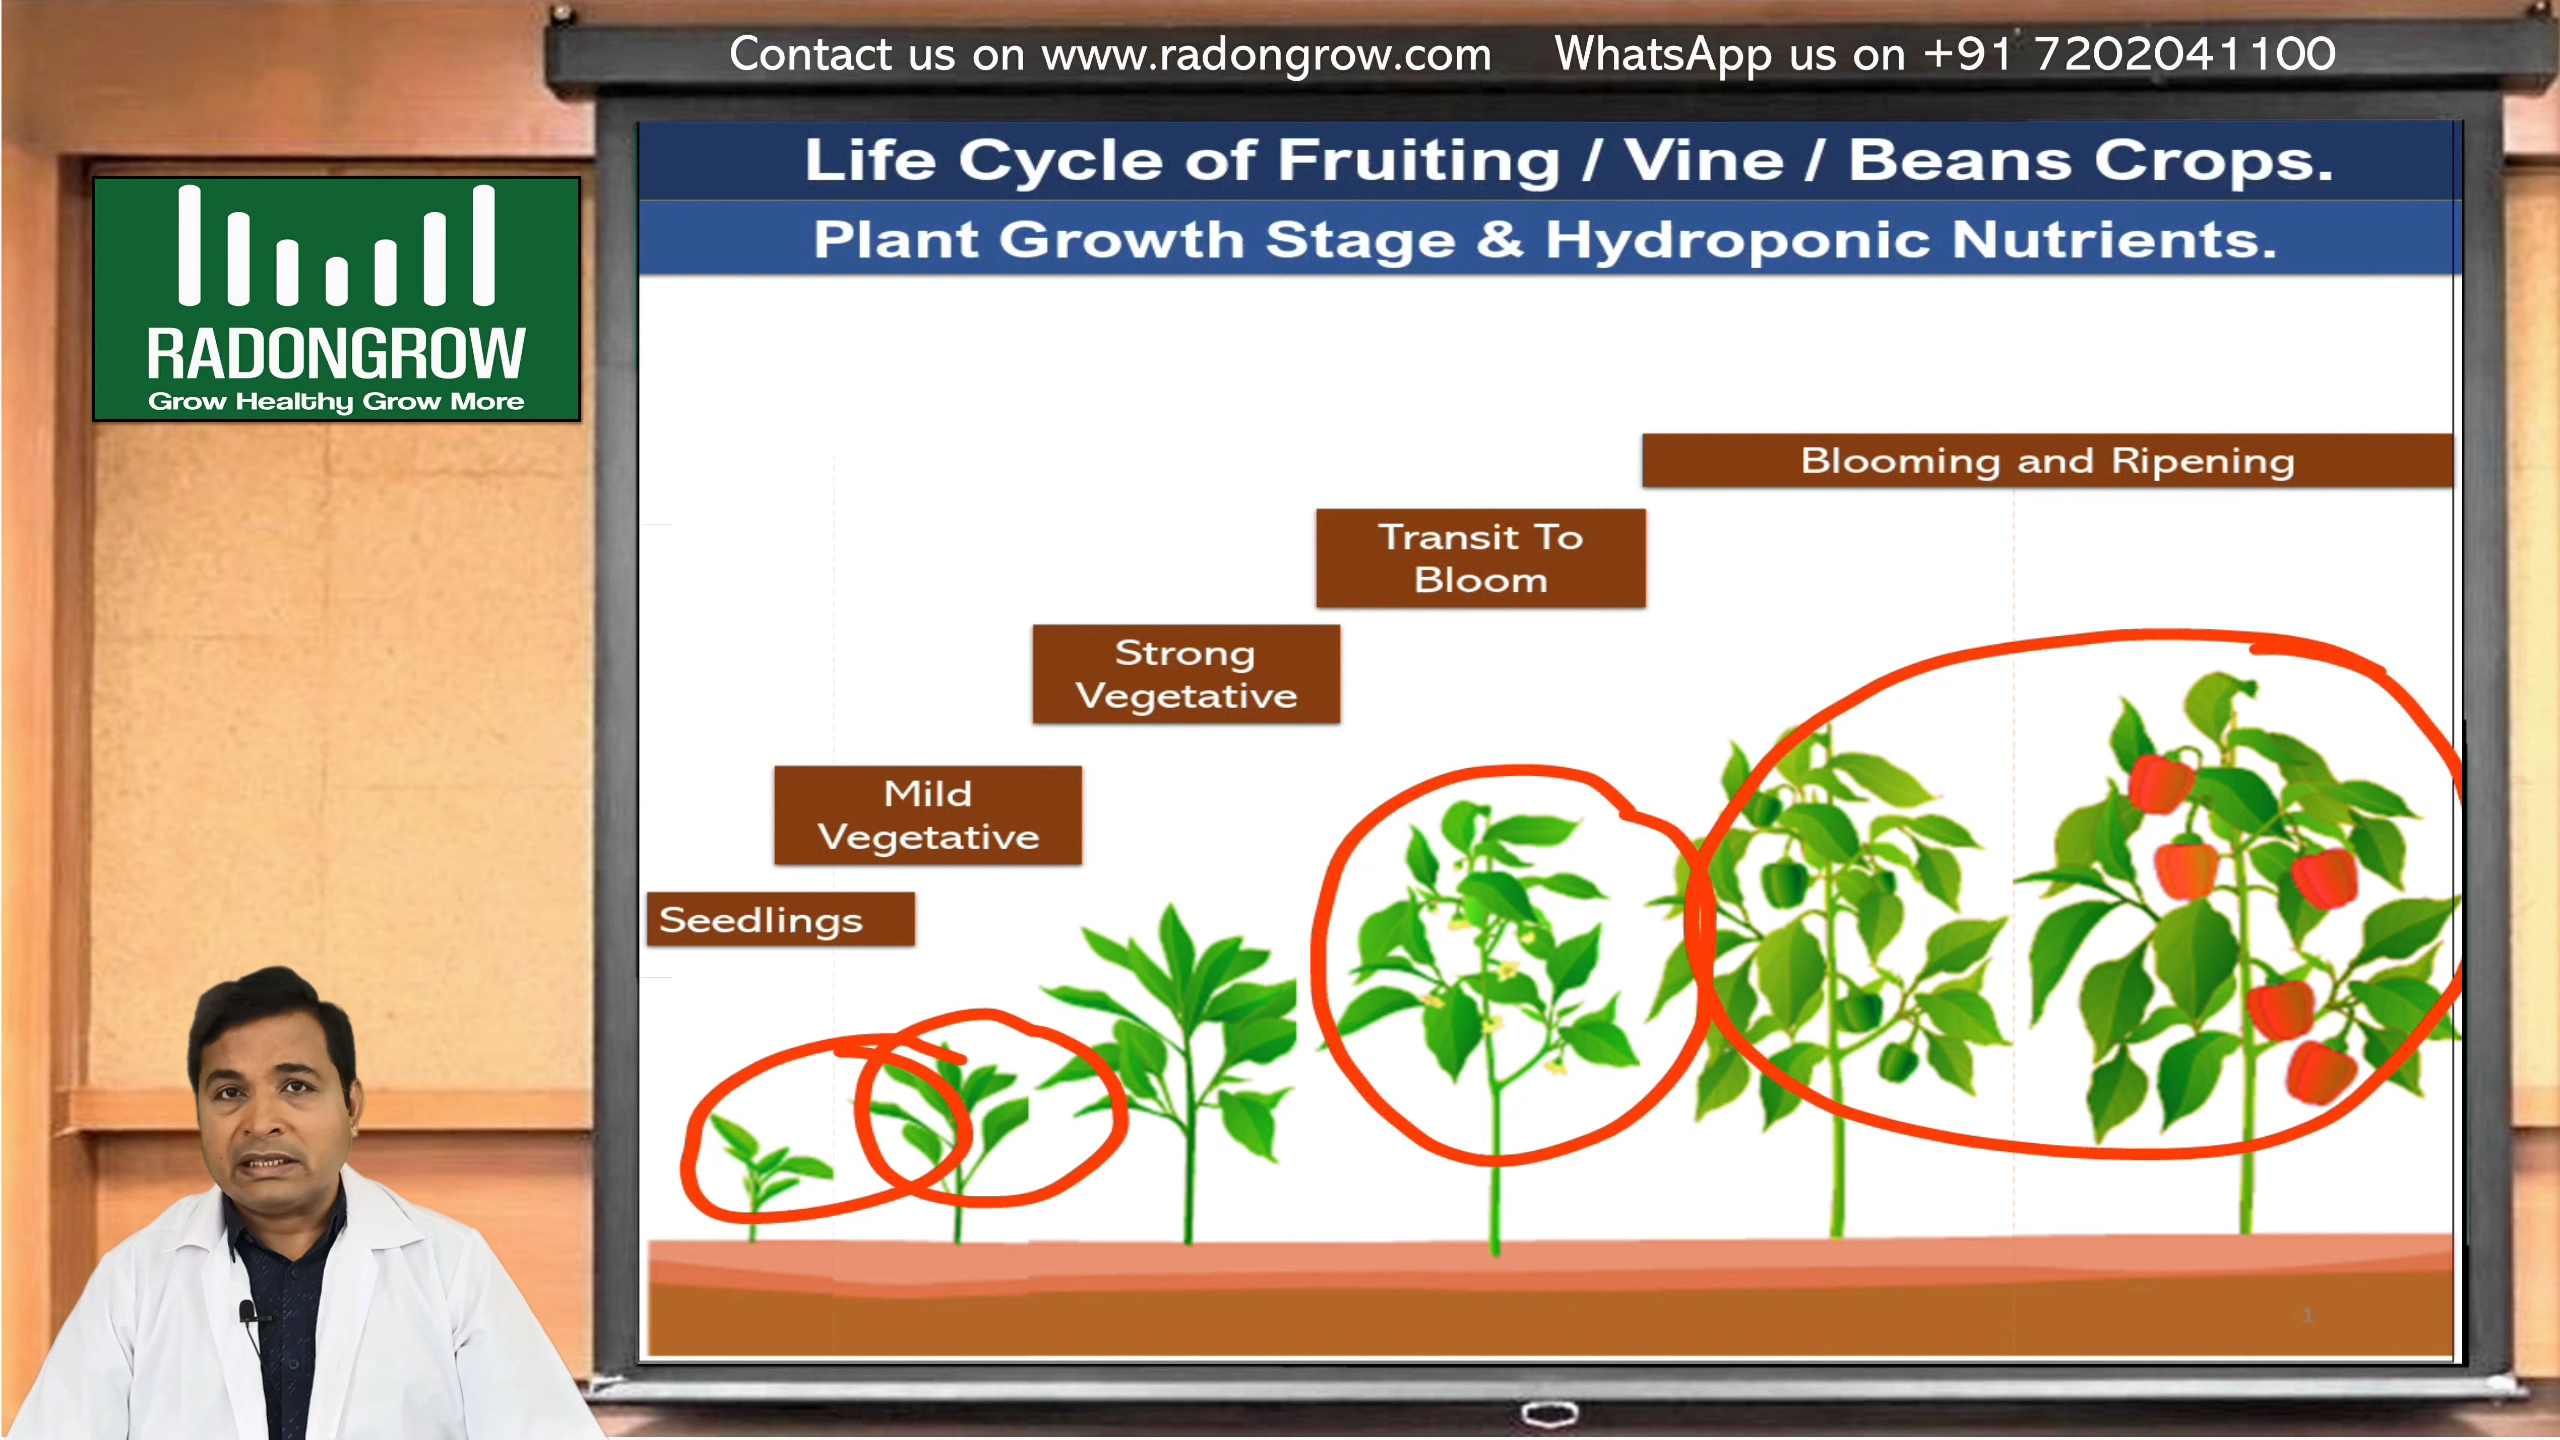 Contact us on www.radongrow.com WhatsApp us on +91 7202041100
RADONGROW
Grow Healthy Grow More
Life Cycle of Fruiting / Vine / Beans Crops.
Plant Growth Stage & Hydroponic Nutrients.
Blooming and Ripening
Transit To
Bloom
Strong
Vegetative
Mild
Vegetative
Seedlings
1